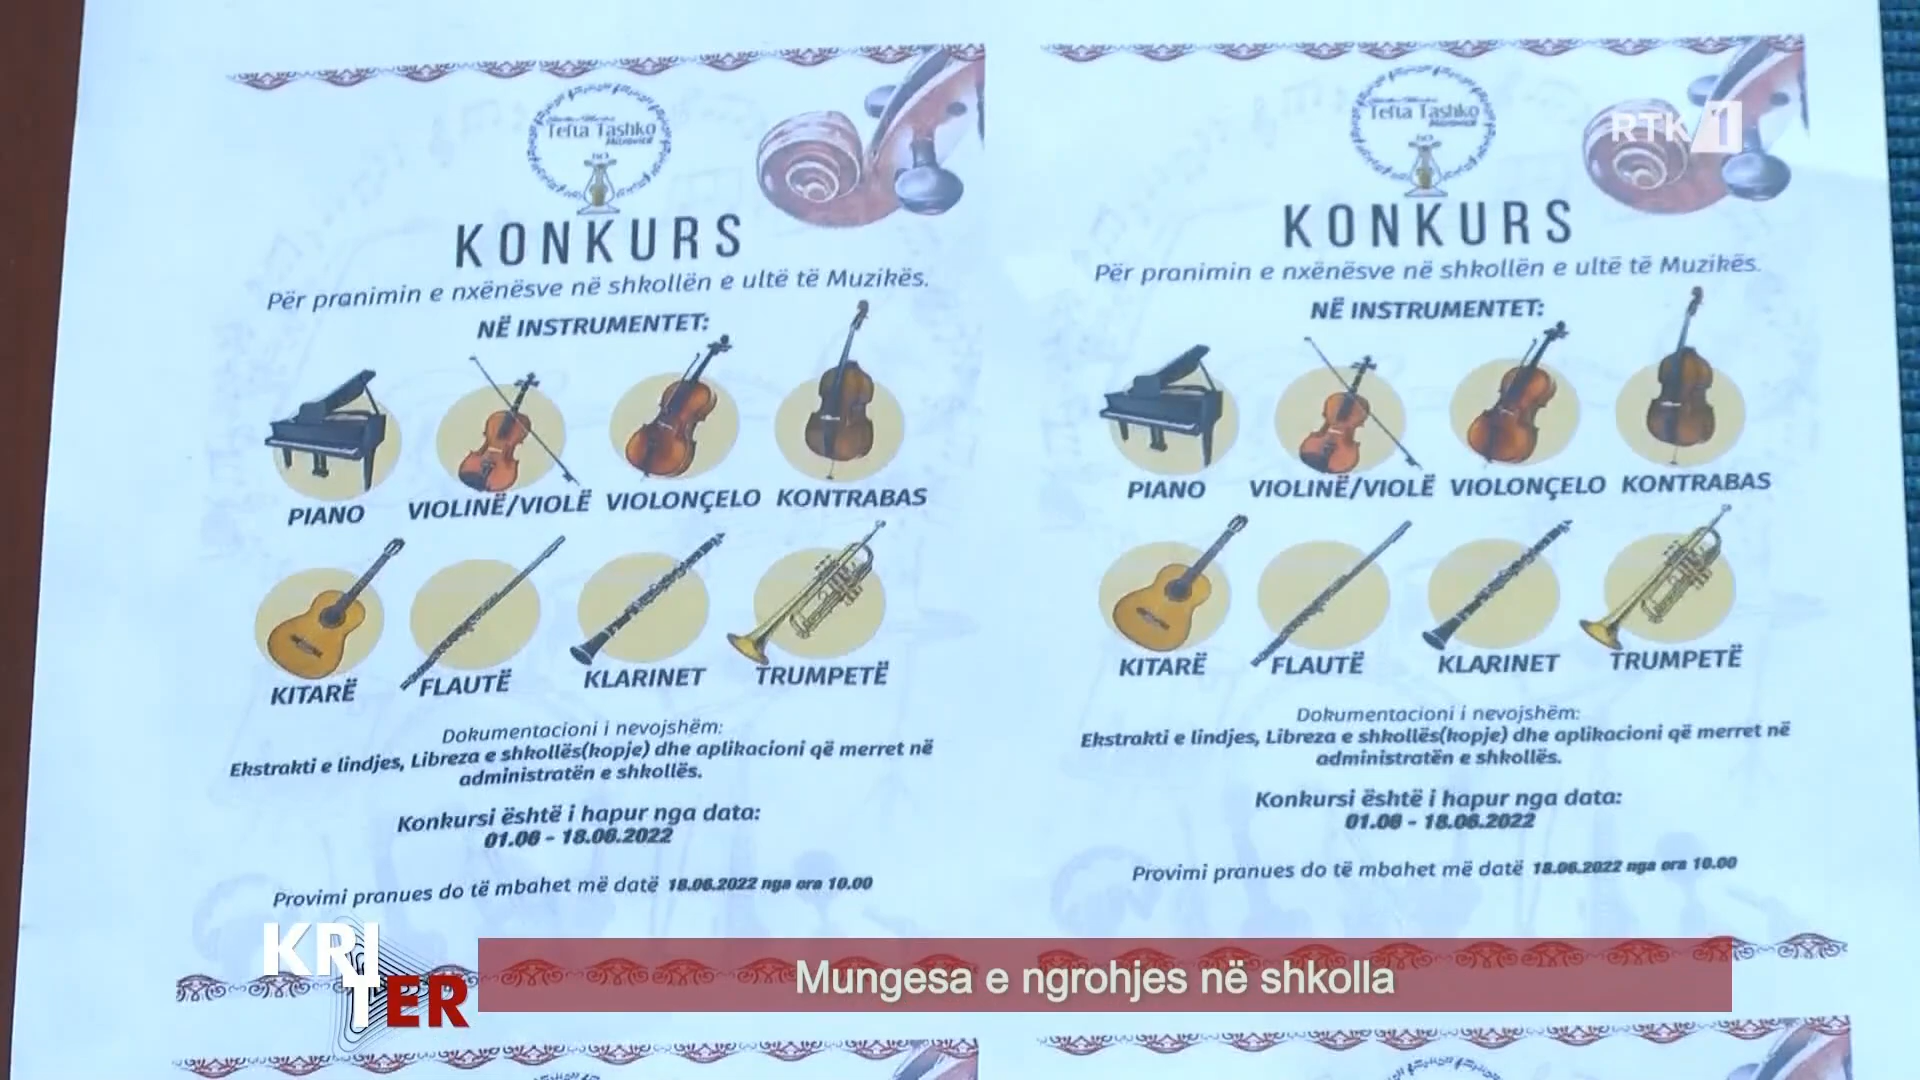 Tefta Tashko
KONKURS
Për pranimin e nxënësve në shkollën e ultë të Muzikës.
NË INSTRUMENTET:
PIANO VIOLINË/VIOLË VIOLONÇELO KONTRABAS
KITARË FLAUTË KLARINET TRUMPETË
Dokumentacioni i nevojshëm:
Ekstrakti e lindjes, Libreza e shkollës(kopje) dhe aplikacioni që merret në
administratën e shkollës.
Konkursi është i hapur nga data:
01.06 - 18.06.2022
Provimi pranues do të mbahet më datë 18.06.2022 nga ora 10.00
Tefta Tashko
RTK 1
KONKURS
Për pranimin e nxënësve në shkollën e ultë të Muzikës.
NË INSTRUMENTET:
PIANO VIOLINË/VIOLË VIOLONÇELO KONTRABAS
KITARË FLAUTË KLARINET TRUMPETË
Dokumentacioni i nevojshëm:
Ekstrakti e lindjes, Libreza e shkollës(kopje) dhe aplikacioni që merret në
administratën e shkollës.
Konkursi është i hapur nga data:
01.06 - 18.06.2022
Provimi pranues do të mbahet më datë 18.06.2022 nga ora 10.00
KRI
TER
Mungesa e ngrohjes në shkolla